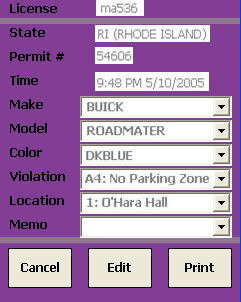 License ma536
State RI (RHODE ISLAND)
Permit # 54606
Time 9:48 PM 5/10/2005
Make BUICK
Model ROADMATER
Color DKBLUE
Violation A4: No Parking Zone
Location 1: O'Hara Hall
Memo
Cancel Edit Print